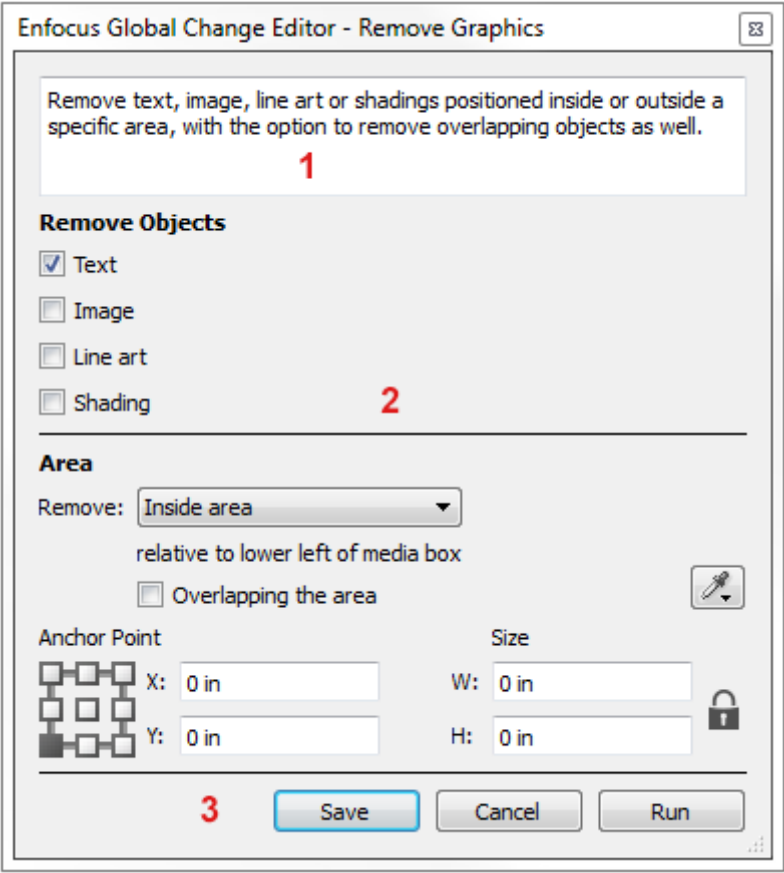 Enfocus Global Change Editor - Remove Graphics
Remove text, image, line art or shadings positioned inside or outside a
specific area, with the option to remove overlapping objects as well.
1
Remove Objects
Text
Image
Line art
Shading
2
Area
Remove: Inside area
relative to lower left of media box
Overlapping the area
Anchor Point Size
X: 0 in W: 0 in
Y: 0 in H: 0 in
3 Save Cancel Run